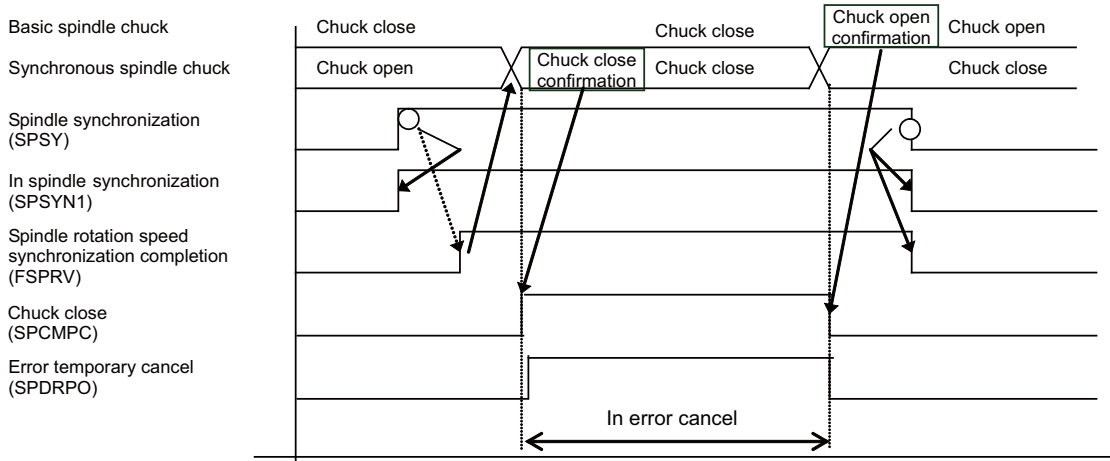 Basic spindle chuck
Chuck close
Chuck close
Chuck open
confirmation
Chuck open
Synchronous spindle chuck
Chuck open
Chuck close
confirmation
Chuck close
Chuck close
Spindle synchronization
(SPSY)
In spindle synchronization
(SPSYN1)
Spindle rotation speed
synchronization completion
(FSPRV)
Chuck close
(SPCMPC)
Error temporary cancel
(SPDRPO)
In error cancel